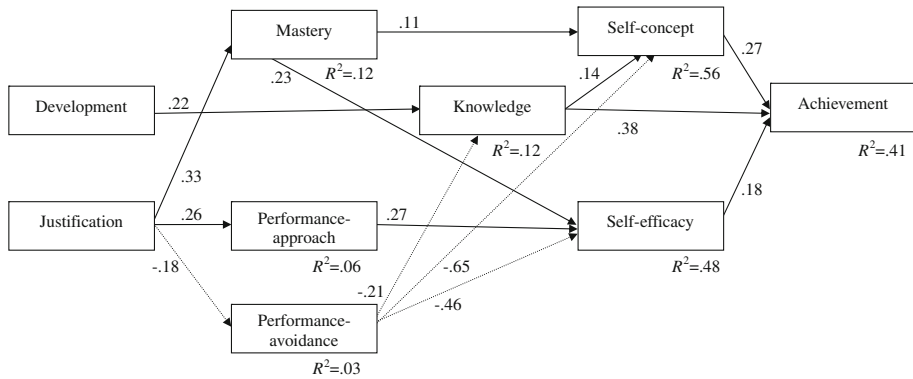 Mastery
.11
Self-concept
R²=.12
.23
R²=.56
.27
.14
Development
.22
Knowledge
Achievement
.38
R²=.12
R²=.41
.33
.18
Justification
.26
Performance-
approach
.27
Self-efficacy
-.18
R²=.06
-.65
R²=.48
-.21
-.46
Performance-
avoidance
R²=.03